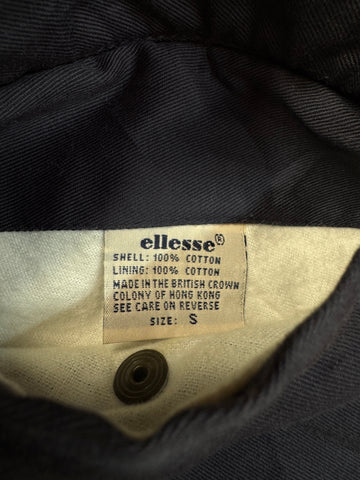 ellesse®
SHELL: 100% COTTON
LINING: 100% COTTON
MADE IN THE BRITISH CROWN
COLONY OF HONG KONG
SEE CARE ON REVERSE
SIZE: S